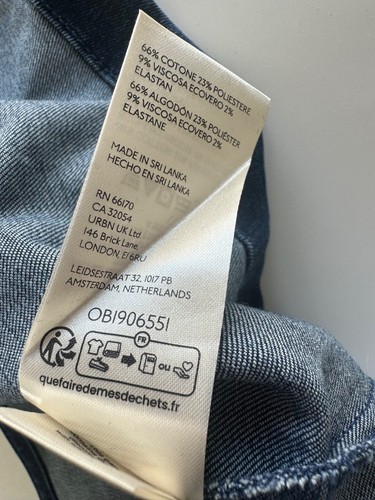 66% COTONE 23% POLIESTERE
9% VISCOSA ECOVERO 2%
ELASTAN
66% ALGODÓN 23% POLIÉSTER
9% VISCOSA ECOVERO 2%
ELASTANE
MADE IN SRI LANKA
HECHO EN SRI LANKA
RN 66170
CA 32054
URBN UK Ltd
146 Brick Lane
LONDON, E1 6RU
LEIDSESTRAAT 32, 1017 PB
AMSTERDAM, NETHERLANDS
OB1906551
FR
ou
quefairedemesdechets.fr